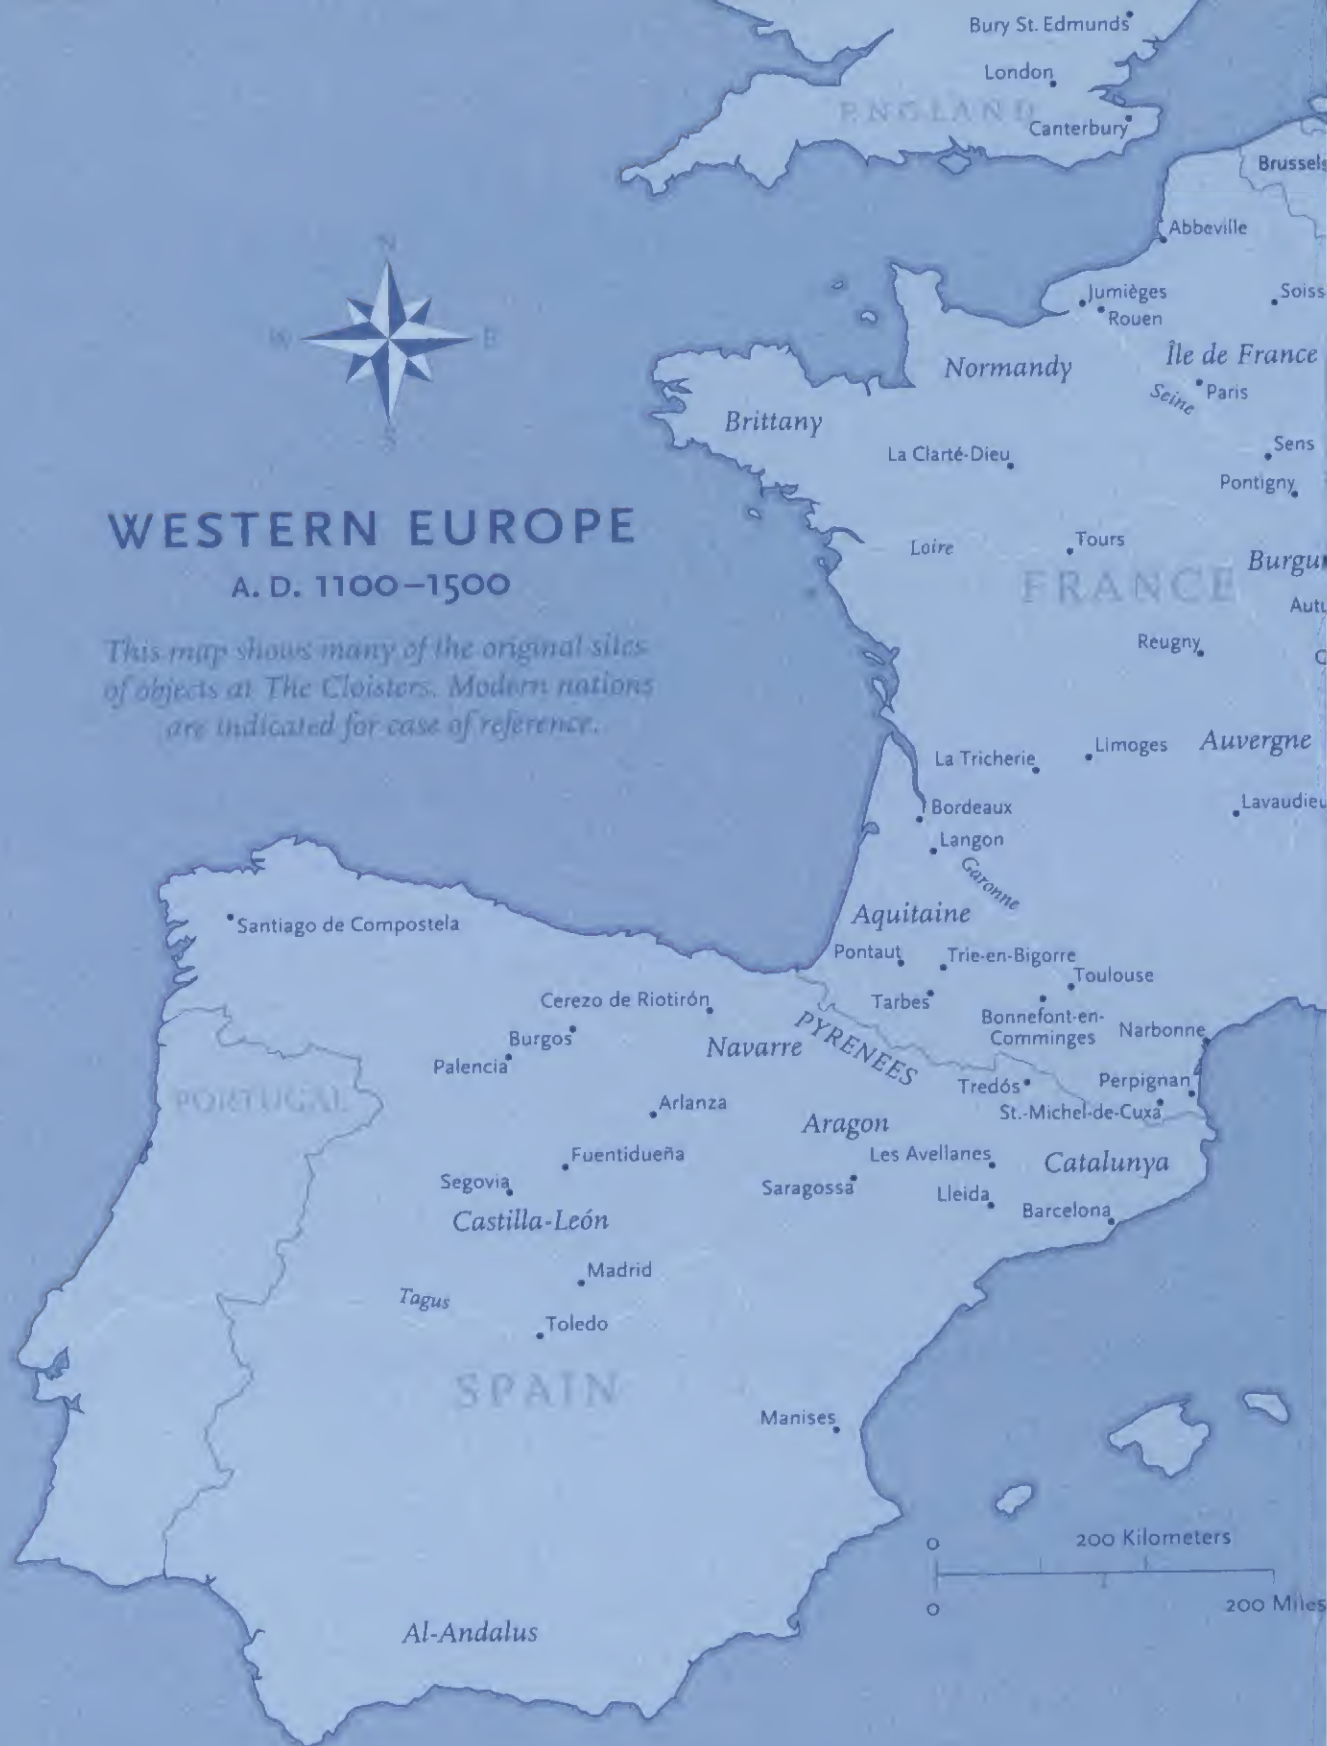 Bury St. Edmunds
London
ENGLAND
Canterbury
Brussels
Abbeville
N
Jumièges
Soiss
Rouen
W
E
Île de France
Normandy
Seine
Paris
Brittany
S
Sens
La Clarté-Dieu
Pontigny
WESTERN EUROPE
Tours
Loire
Burgu
A. D. 1100–1500
FRANCE
Autu
This map shows many of the original sites
Reugny
C
of objects at The Cloisters. Modern nations
are indicated for ease of reference.
Auvergne
Limoges
La Tricherie
Lavaudieu
Bordeaux
Langon
Garonne
Aquitaine
Santiago de Compostela
Pontaut
Trie-en-Bigorre
Toulouse
Cerezo de Riotirón
Tarbes
Bonnefont-en-
Comminges
Narbonne
Burgos
Navarre
PYRENEES
Palencia
Tredós
Perpignan
PORTUGAL
Arlanza
St.-Michel-de-Cuxa
Aragon
Fuentidueña
Les Avellanes
Catalunya
Segovia
Saragossa
Lleida
Barcelona
Castilla-León
Madrid
Tagus
Toledo
SPAIN
Manises
0
200 Kilometers
0
200 Miles
Al-Andalus